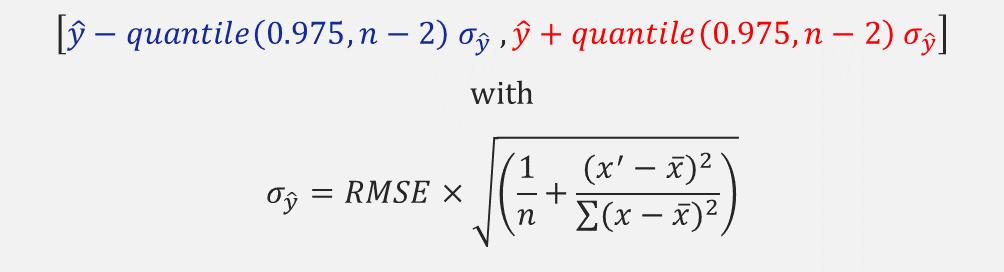 [ŷ − quantile(0.975, n − 2) σ_ŷ , ŷ + quantile(0.975, n − 2) σ_ŷ]
with
σ_ŷ = RMSE × √(1/n + (x′ − x̄)²/∑(x − x̄)²)